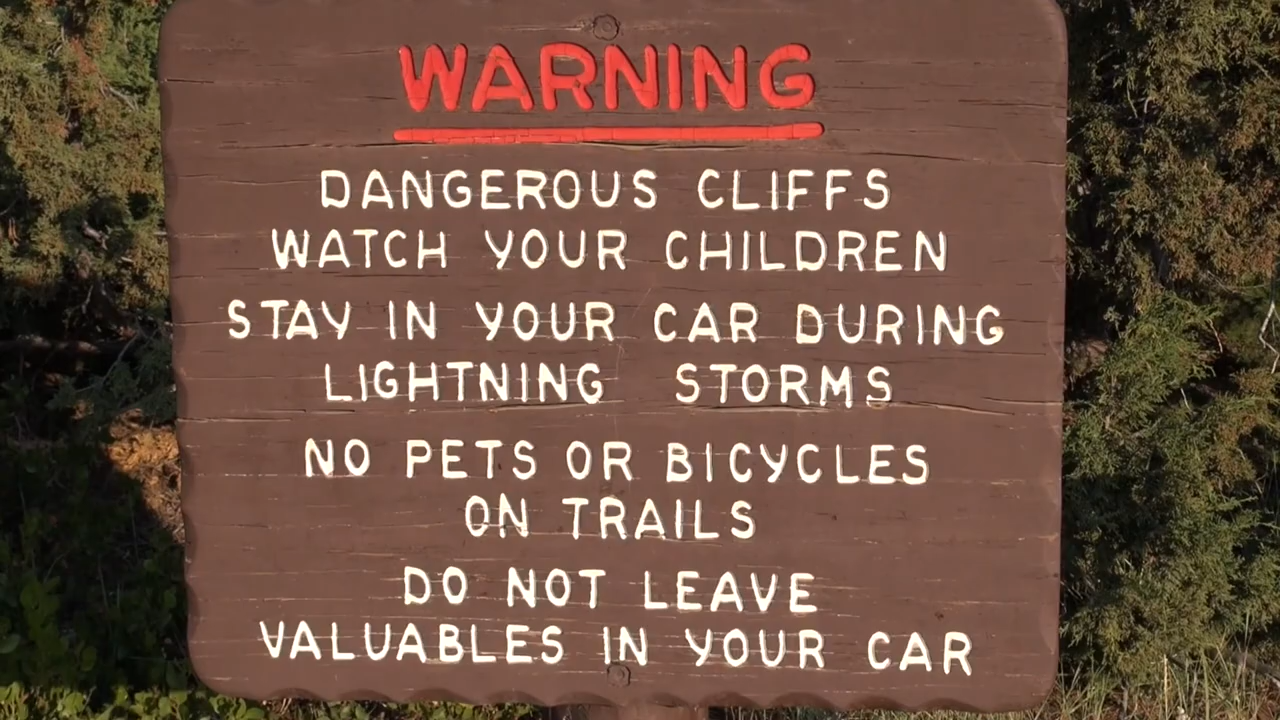 WARNING
DANGEROUS CLIFFS
WATCH YOUR CHILDREN
STAY IN YOUR CAR DURING
LIGHTNING STORMS
NO PETS OR BICYCLES
ON TRAILS
DO NOT LEAVE
VALUABLES IN YOUR CAR